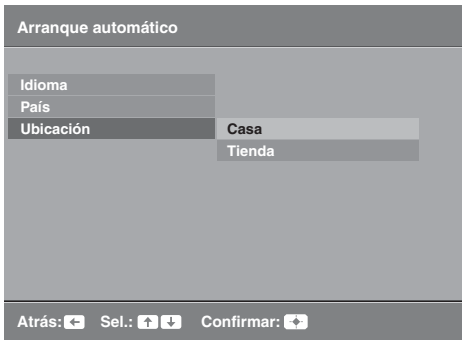 Arranque automático
Idioma
País
Ubicación Casa
Tienda
Atrás: Sel.: Confirmar: